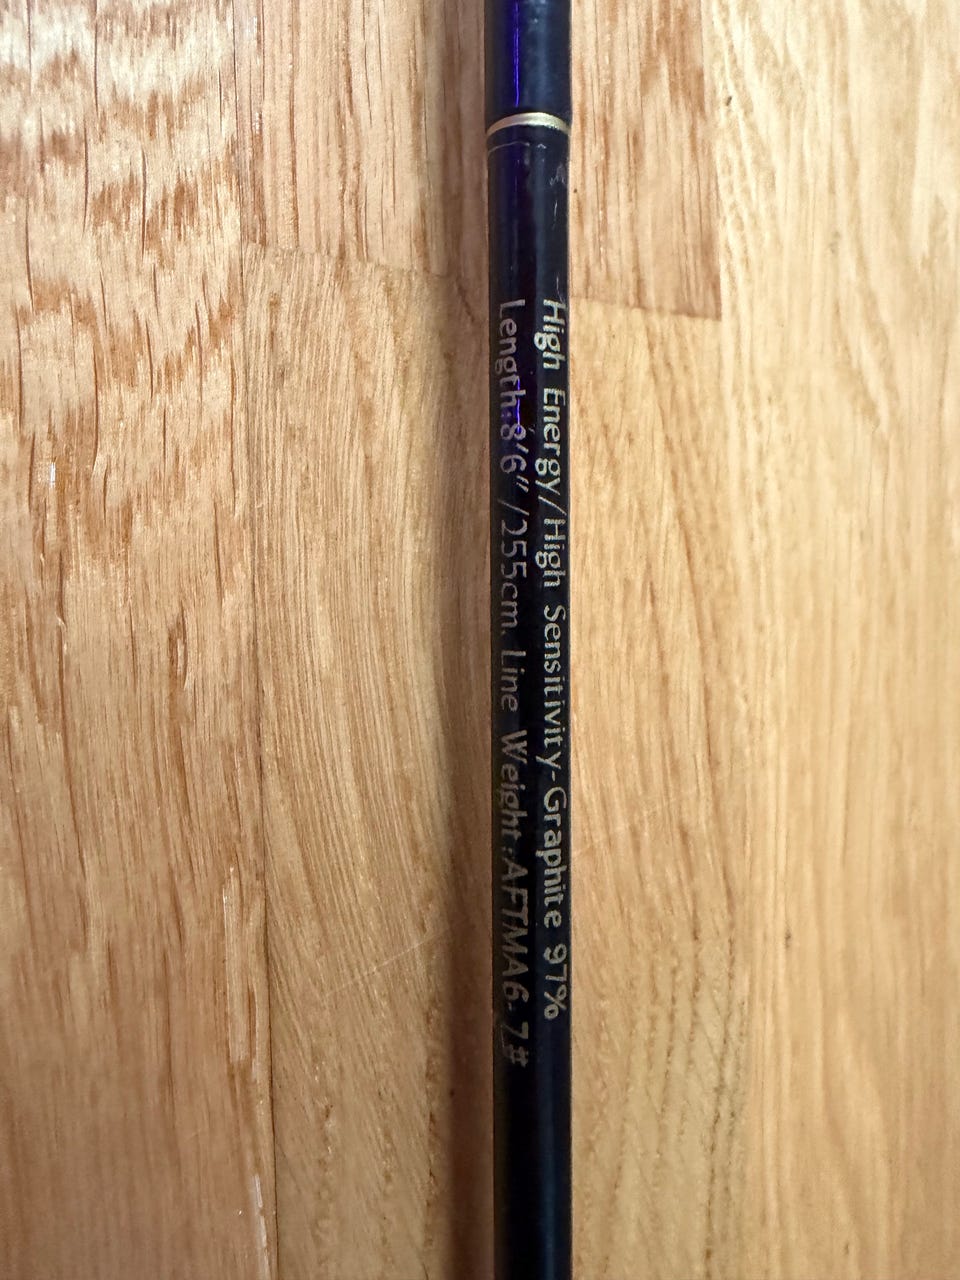 High Energy/High Sensitivity-Graphite 97%
Length:8'6"/255cm. Line Weight:AFTMA6-7#